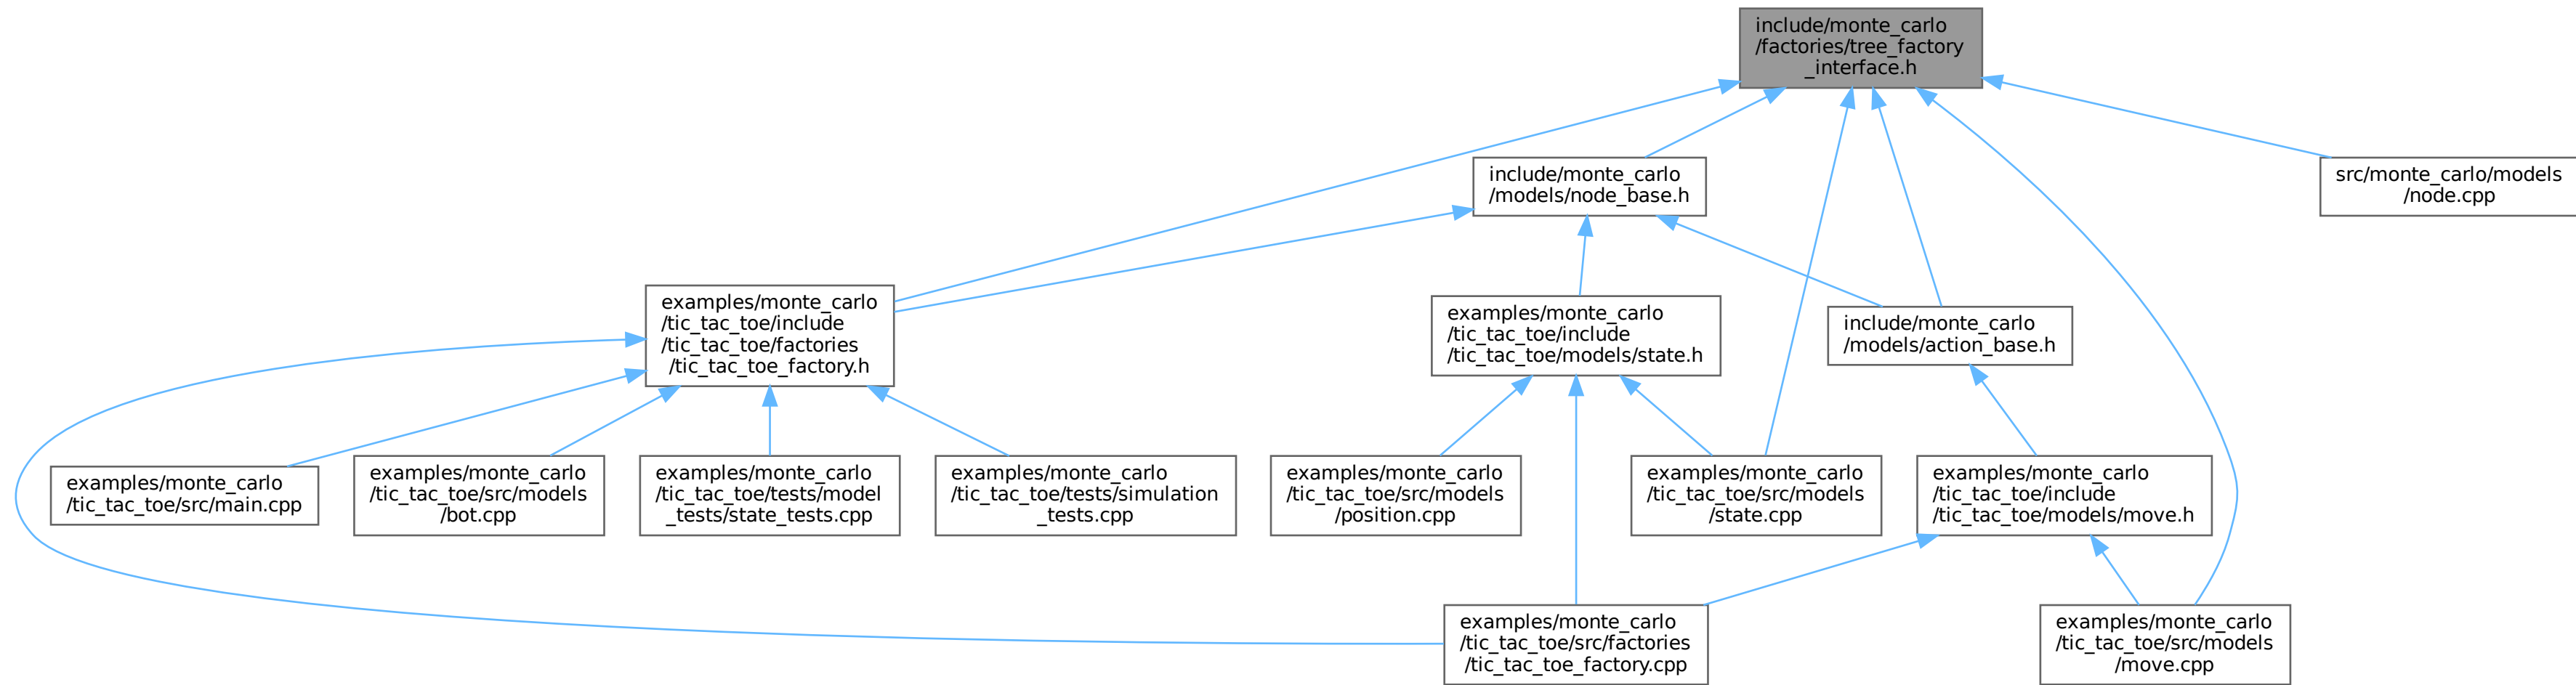 include/monte_carlo
/factories/tree_factory
_interface.h
include/monte_carlo
/models/node_base.h
src/monte_carlo/models
/node.cpp
examples/monte_carlo
/tic_tac_toe/include
/tic_tac_toe/factories
/tic_tac_toe_factory.h
examples/monte_carlo
/tic_tac_toe/include
/tic_tac_toe/models/state.h
include/monte_carlo
/models/action_base.h
examples/monte_carlo
/tic_tac_toe/src/main.cpp
examples/monte_carlo
/tic_tac_toe/src/models
/bot.cpp
examples/monte_carlo
/tic_tac_toe/tests/model
_tests/state_tests.cpp
examples/monte_carlo
/tic_tac_toe/tests/simulation
_tests.cpp
examples/monte_carlo
/tic_tac_toe/src/models
/position.cpp
examples/monte_carlo
/tic_tac_toe/src/models
/state.cpp
examples/monte_carlo
/tic_tac_toe/include
/tic_tac_toe/models/move.h
examples/monte_carlo
/tic_tac_toe/src/factories
/tic_tac_toe_factory.cpp
examples/monte_carlo
/tic_tac_toe/src/models
/move.cpp